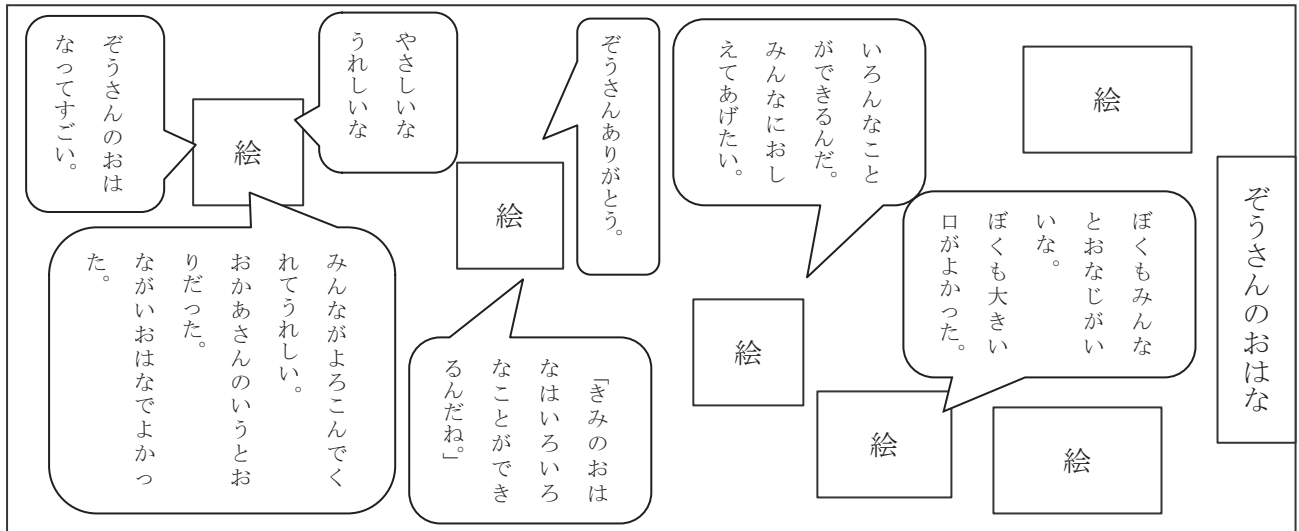 ぞうさんのおはな
絵
ぼくもみんな
とおなじがい
いな。
ぼくも大きい
口がよかった。
絵
絵
いろんなこと
ができるんだ。
みんなにおし
えてあげたい。
絵
ぞうさんありがとう。
絵
「きみのおは
なはいろいろ
なことができ
るんだね。」
やさしいな
うれしいな
絵
みんながよろこんでく
れてうれしい。
おかあさんのいうとお
りだった。
ながいおはなでよかっ
た。
ぞうさんのおは
なってすごい。